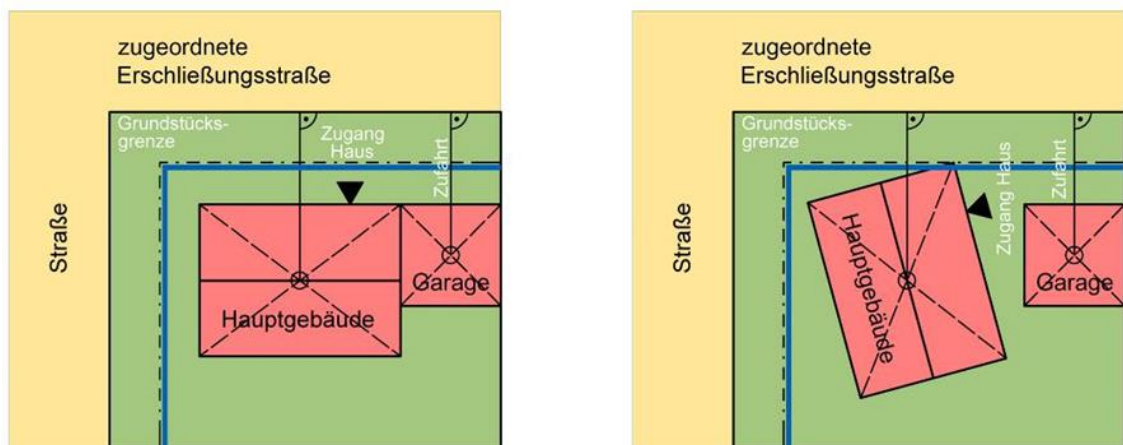 zugeordnete
Erschließungsstraße
Grundstücks-
grenze
Zugang
Haus
Zufahrt
Straße
Hauptgebäude
Garage
zugeordnete
Erschließungsstraße
Grundstücks-
grenze
Zufahrt
Zugang Haus
Straße
Hauptgebäude
Garage